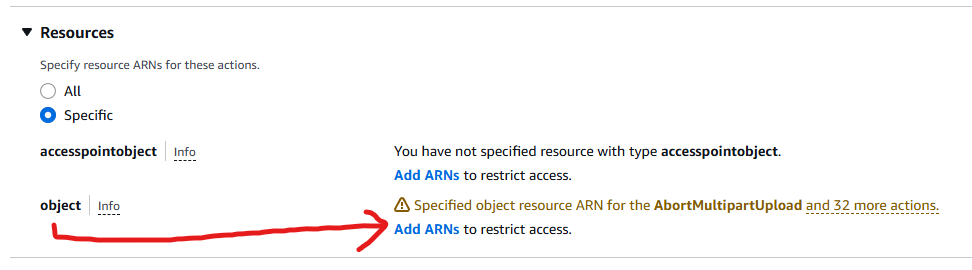 Resources
Specify resource ARNs for these actions.
All
Specific
accesspointobject Info You have not specified resource with type accesspointobject.
Add ARNs to restrict access.
object Info Specified object resource ARN for the AbortMultipartUpload and 32 more actions.
Add ARNs to restrict access.